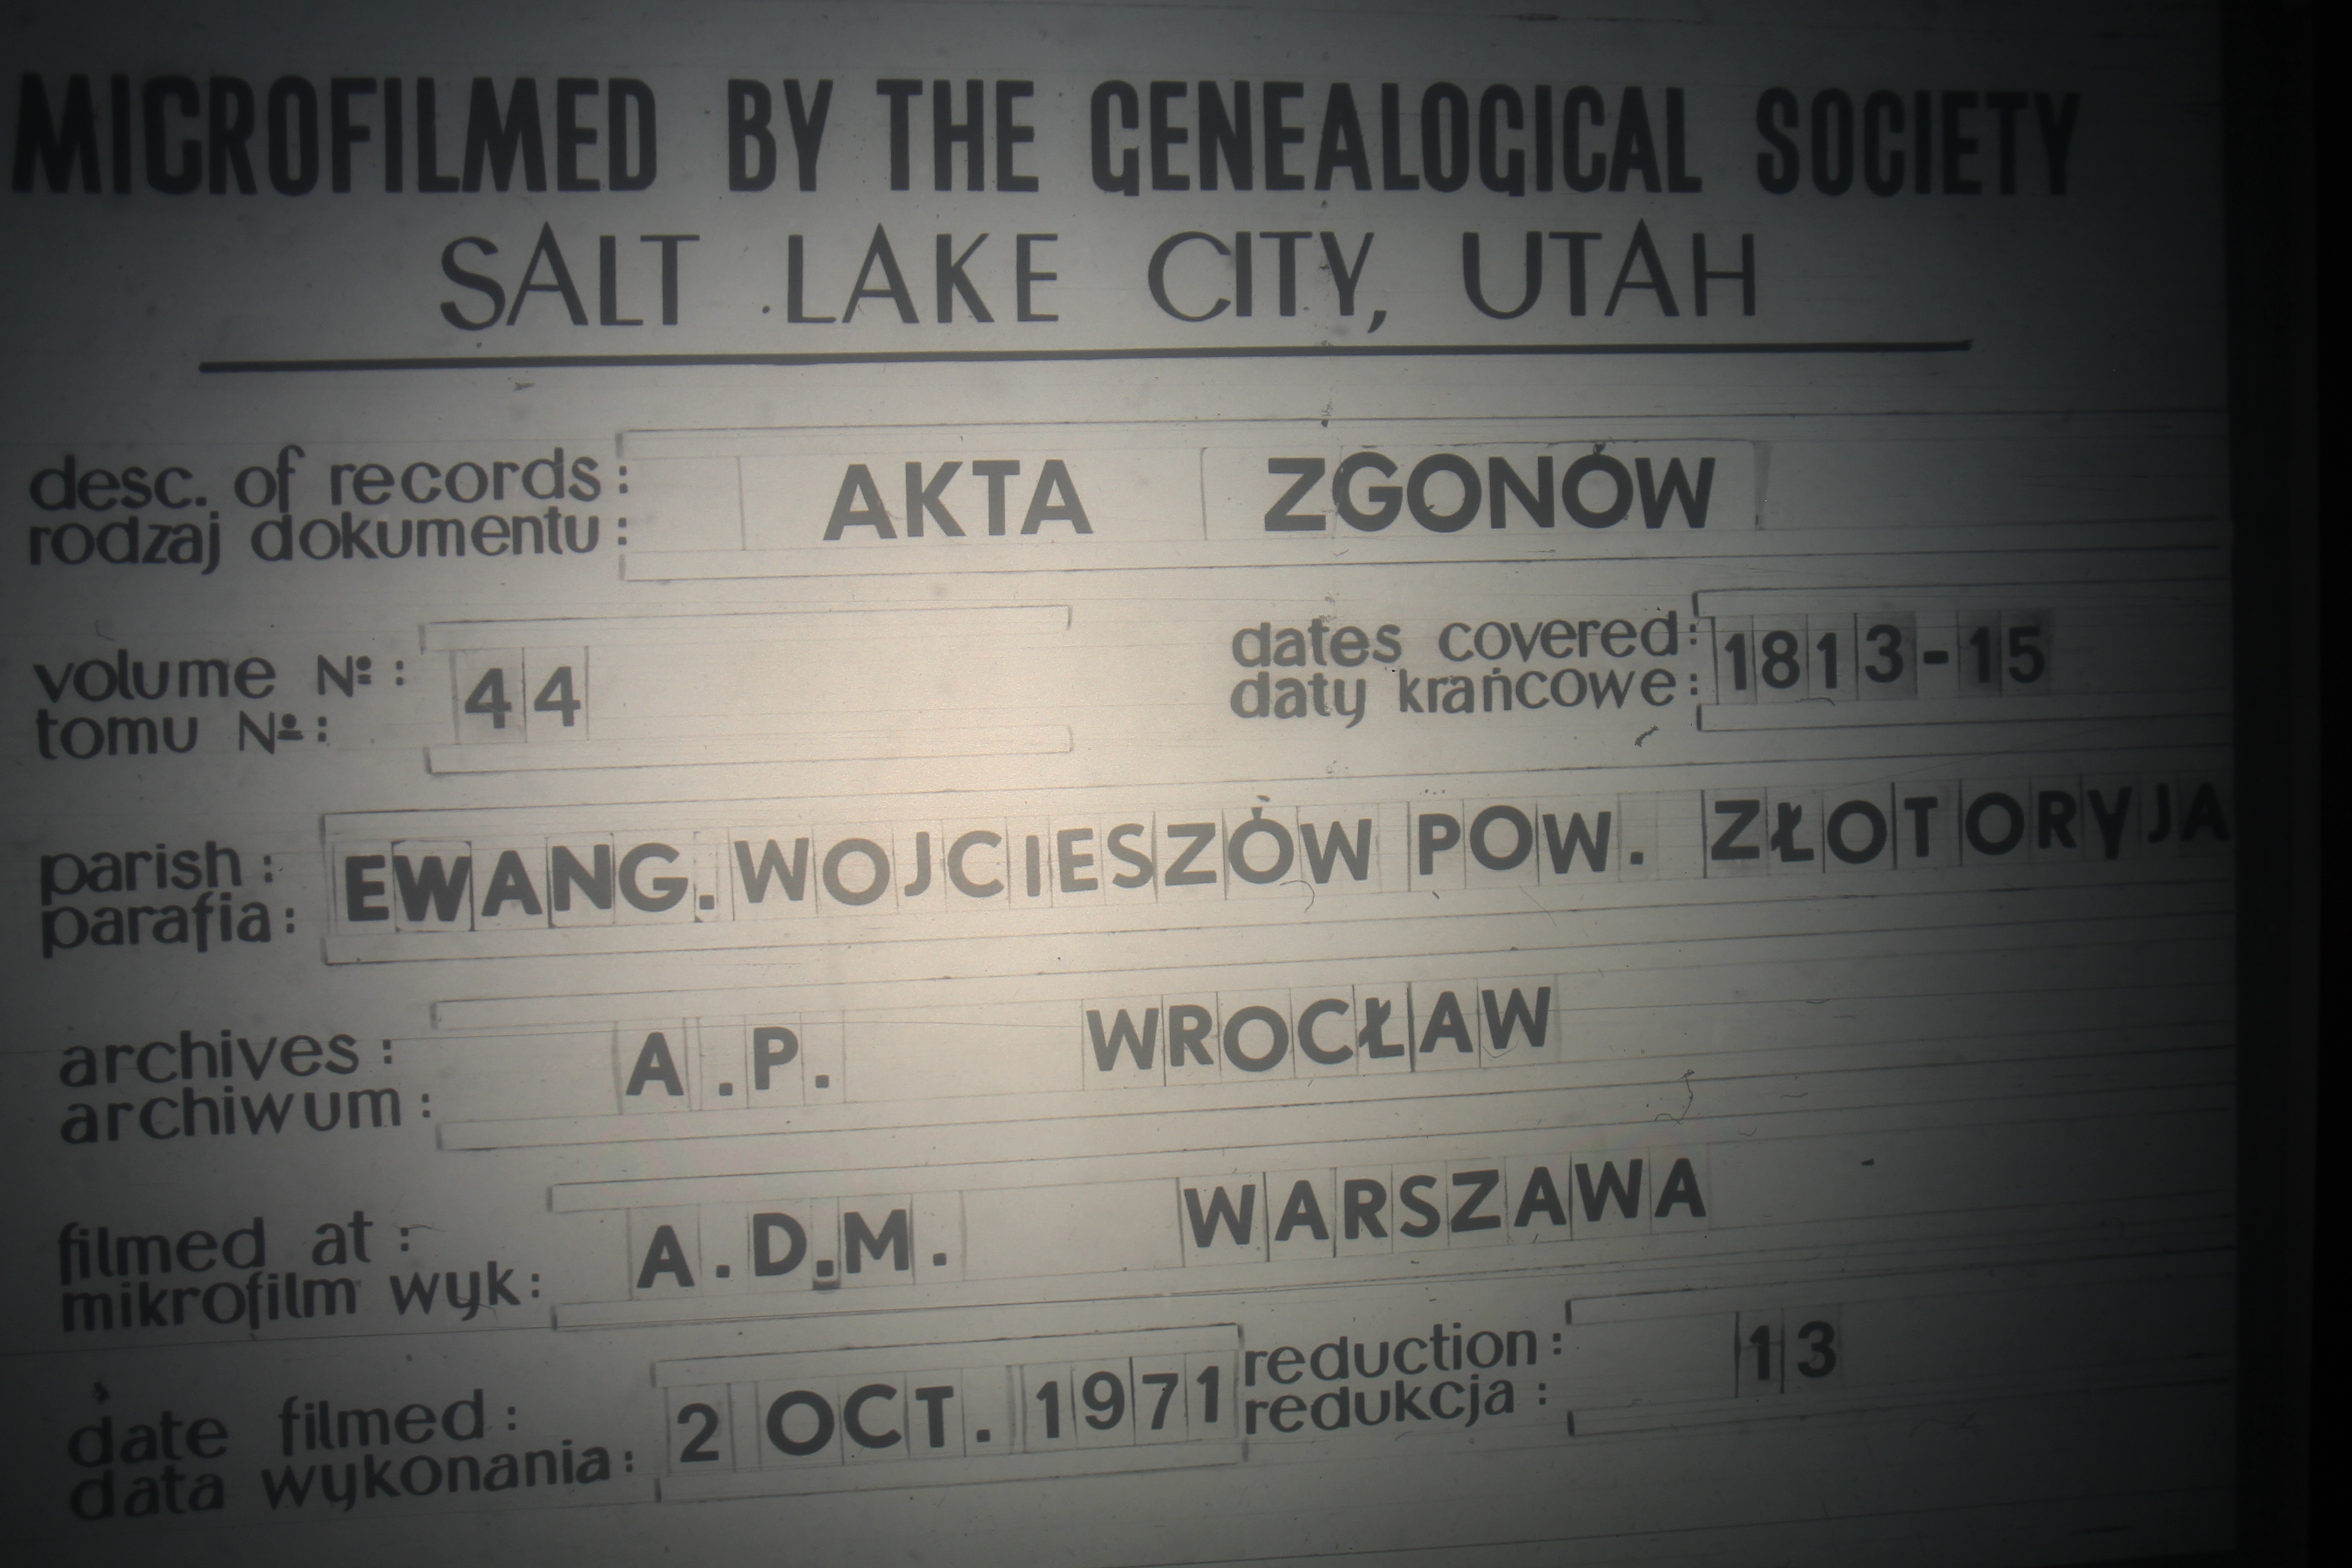 MICROFILMED BY THE GENEALOGICAL SOCIETY
SALT LAKE CITY, UTAH
desc. of records:
rodzaj dokumentu:
AKTA ZGONÓW
volume №:
tomu №:
44
dates covered:
daty krańcowe:
1813-15
parish:
parafia:
EWANG. WOJCIESZÓW POW. ZŁOTORYJA
archives:
archiwum:
A.P. WROCŁAW
filmed at:
mikrofilm wyk:
A.D.M. WARSZAWA
date filmed:
data wykonania:
2 OCT. 1971
reduction:
redukcja:
13